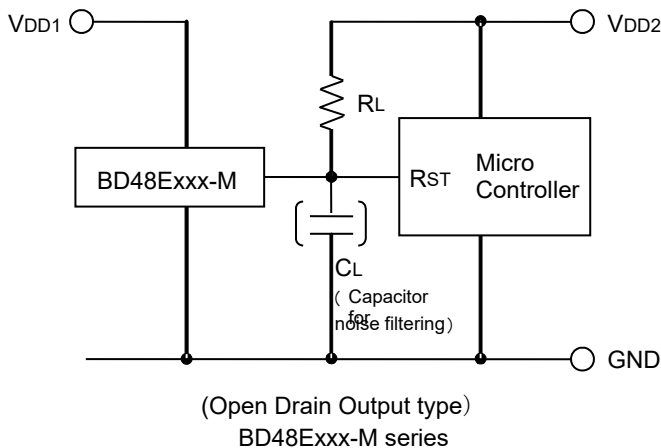 VDD1
VDD2
RL
BD48Exxx-M
RST
Micro
Controller
CL
( Capacitor
for
noise filtering）
GND
(Open Drain Output type）
BD48Exxx-M series